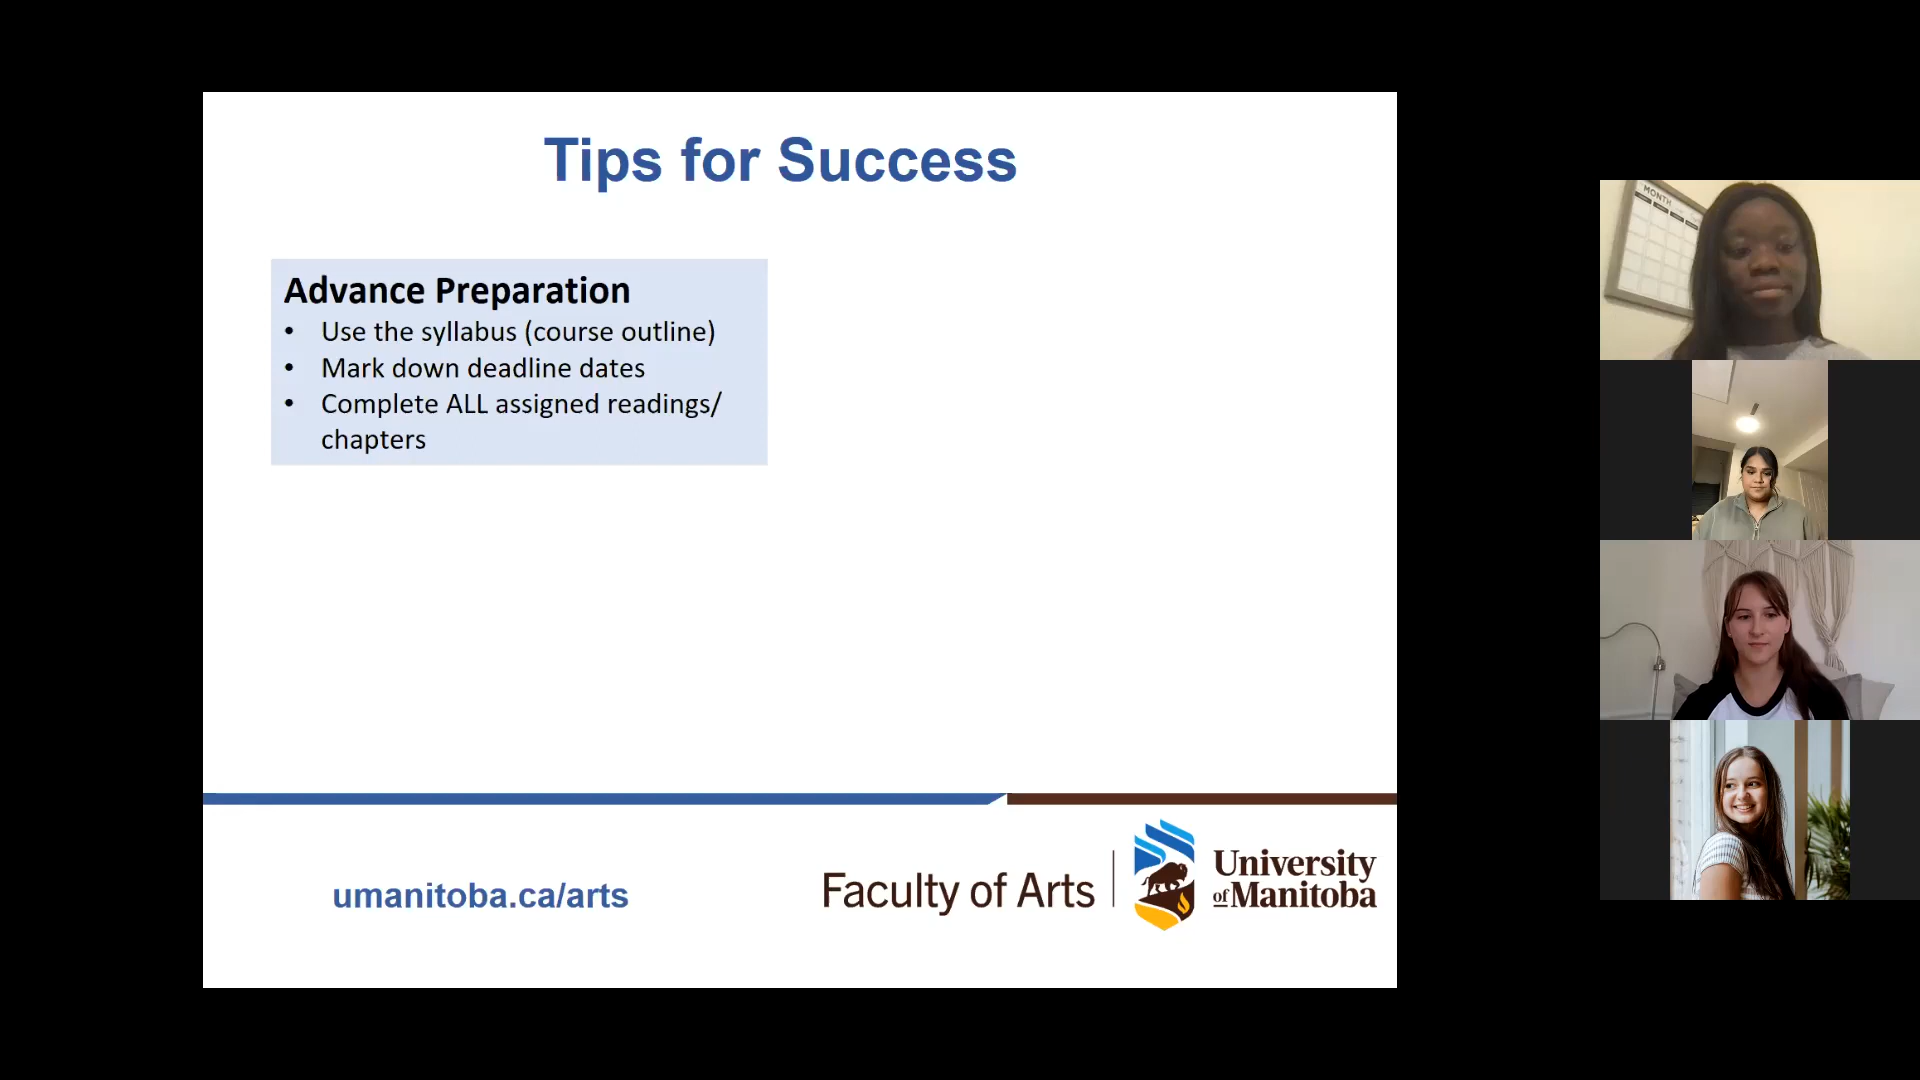 Tips for Success
Advance Preparation
• Use the syllabus (course outline)
• Mark down deadline dates
• Complete ALL assigned readings/
chapters
umanitoba.ca/arts
Faculty of Arts
University
of Manitoba
MONTH